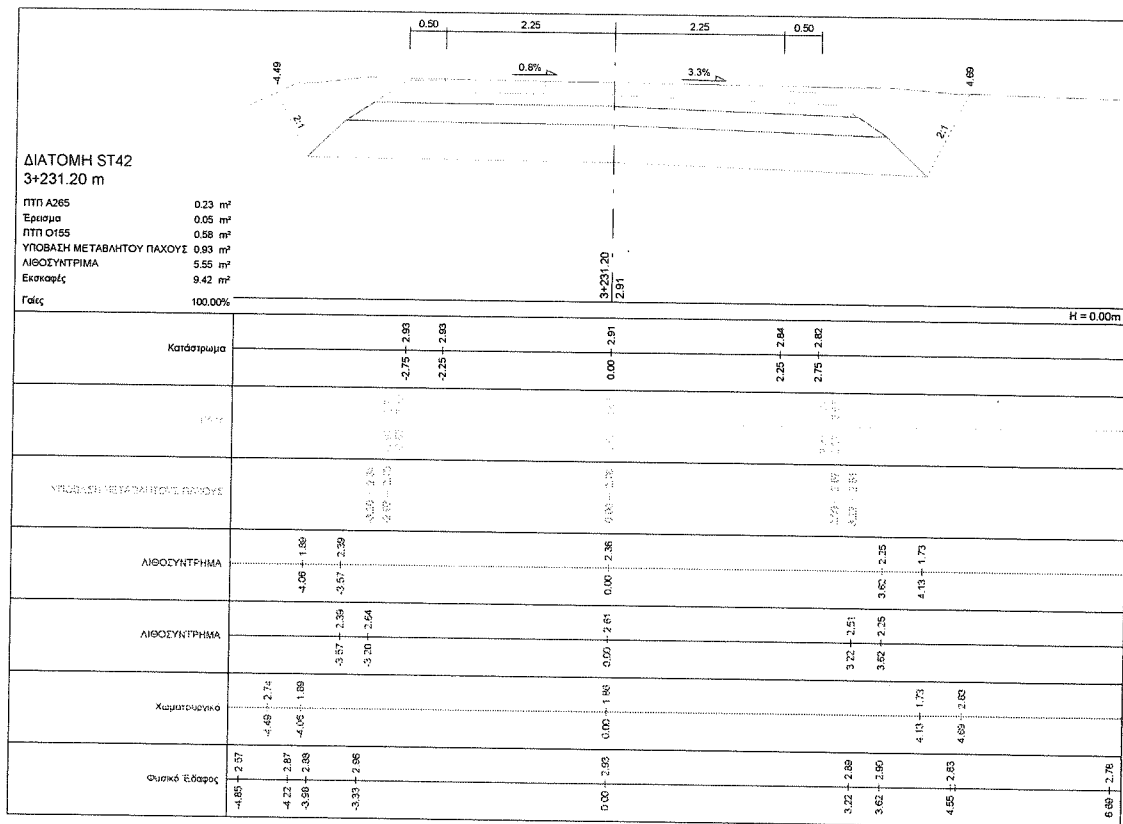 0.50 2.25 2.25 0.50
-4.49 0.8% 3.3% 4.69
2:1 2:1
ΔΙΑΤΟΜΗ ST42
3+231.20 m
ΠΤΠ Α265 0.23 m²
Έρεισμα 0.05 m²
ΠΤΠ Ο155 0.58 m²
ΥΠΟΒΑΣΗ ΜΕΤΑΒΛΗΤΟΥ ΠΑΧΟΥΣ 0.93 m²
ΛΙΘΟΣΥΝΤΡΙΜΑ 5.55 m²
Εκσκαφές 9.42 m²
Γαίες 100.00%
3+231.20
2.91
H = 0.00m
Κατάστρωμα
2.93 2.93 2.91 2.84 2.82
-2.75 -2.25 0.00 2.25 2.75
ΥΠΟΒΑΣΗ ΜΕΤΑΒΛΗΤΟΥ ΠΑΧΟΥΣ
ΛΙΘΟΣΥΝΤΡΗΜΑ
1.89 2.39 2.36 2.25 1.73
-4.06 -3.57 0.00 3.62 4.13
ΛΙΘΟΣΥΝΤΡΗΜΑ
2.39 2.64 2.61 2.51 2.25
-3.57 -3.20 0.00 3.22 3.62
Χωματουργικό
2.74 1.89 1.86 1.73 2.83
-4.49 -4.06 0.00 4.13 4.69
Φυσικό Έδαφος
2.57 2.87 2.88 2.96 2.93 2.89 2.90 2.83 2.78
-4.85 -4.22 -3.98 -3.33 0.00 3.22 3.62 4.55 6.69